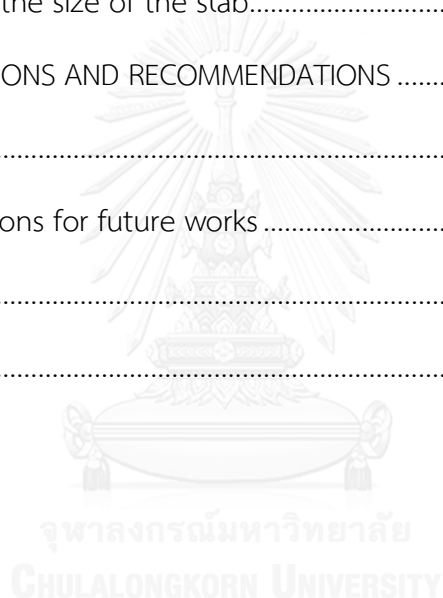 the size of the stab..............................
ONS AND RECOMMENDATIONS .......
................................................................
ons for future works ..........................
................................................................
................................................................
จุฬาลงกรณ์มหาวิทยาลัย
CHULALONGKORN UNIVERSITY